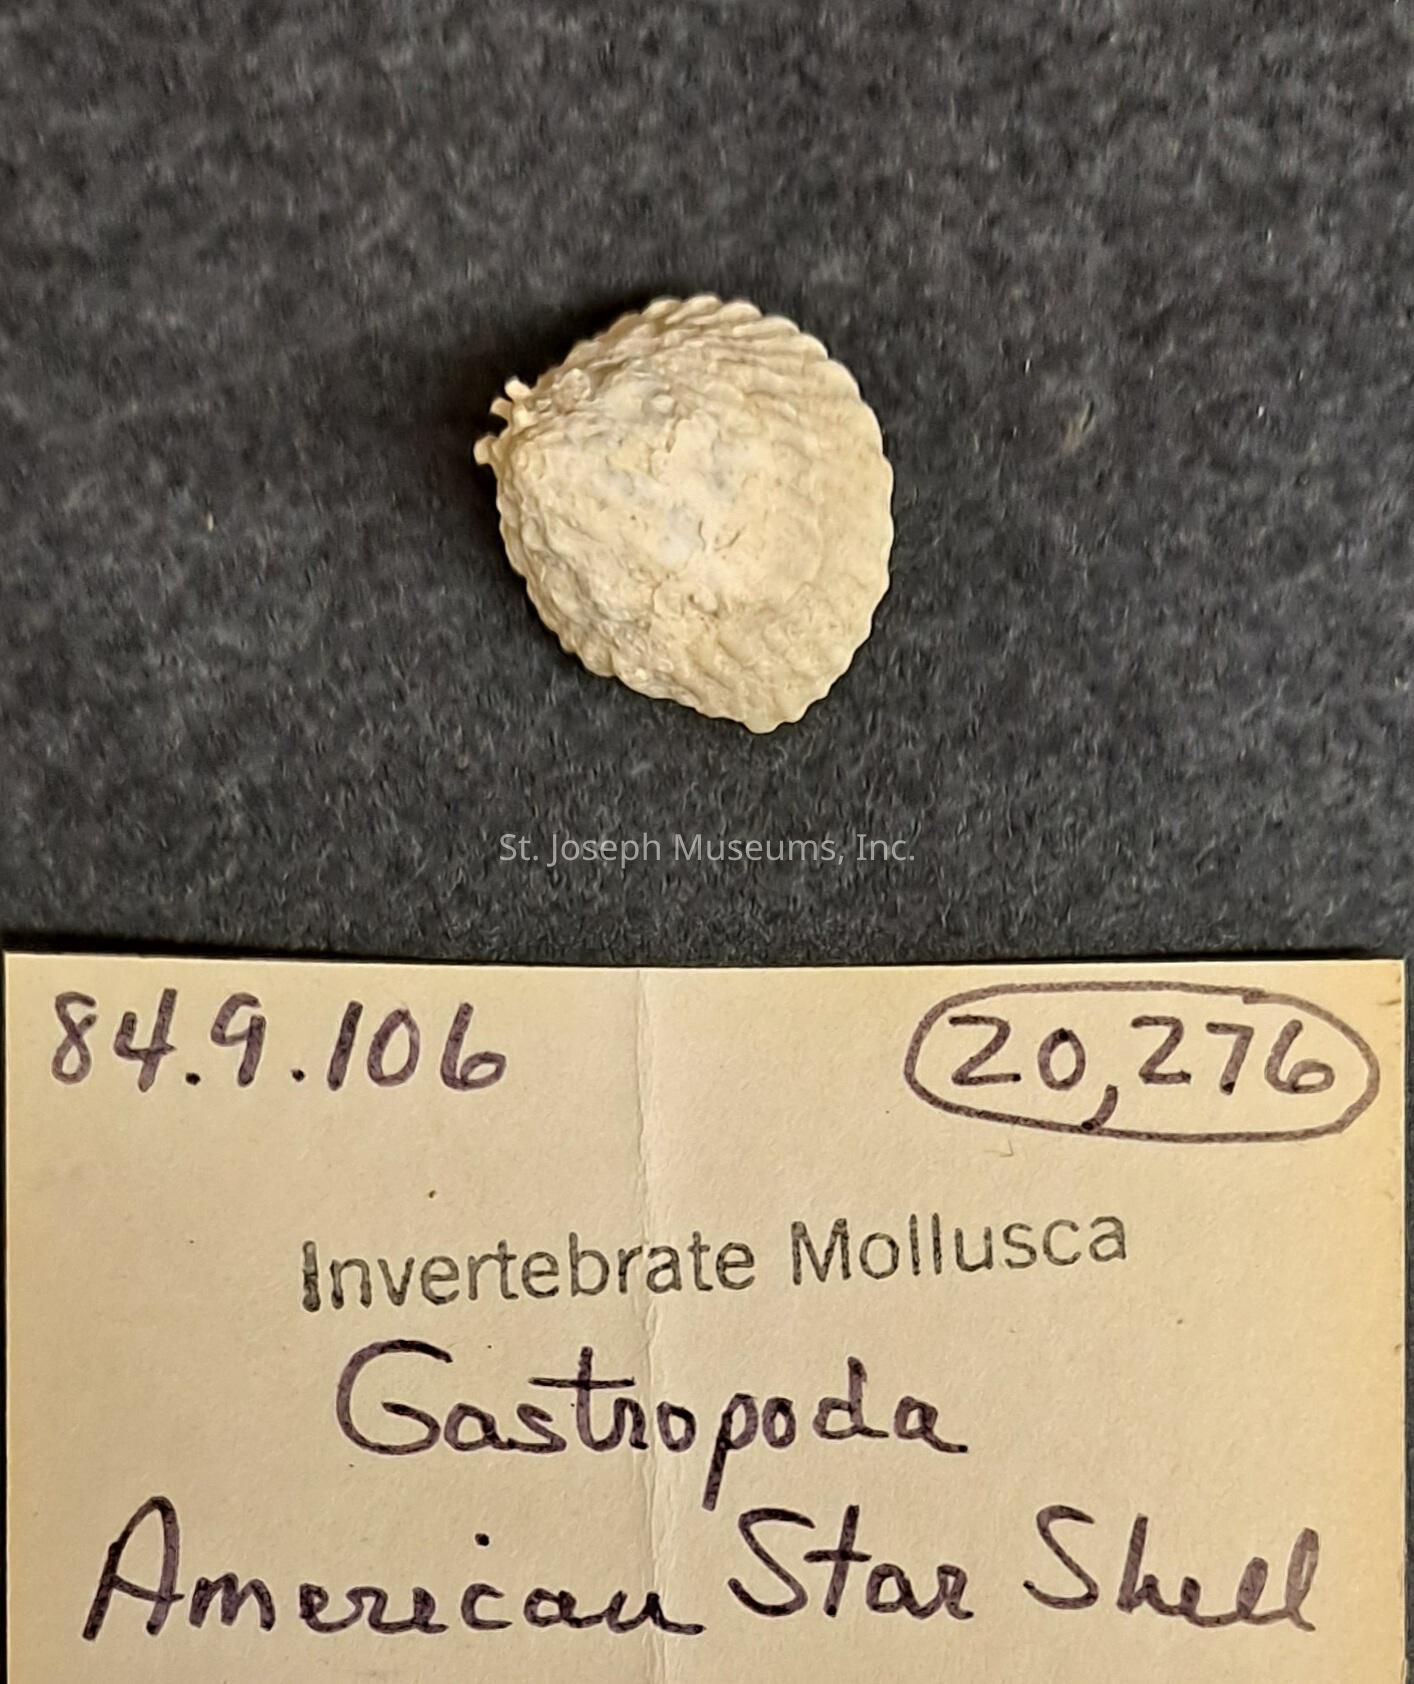 St. Joseph Museums, Inc.
84.9.106 20,276
Invertebrate Mollusca
Gastropoda
American Star Shell